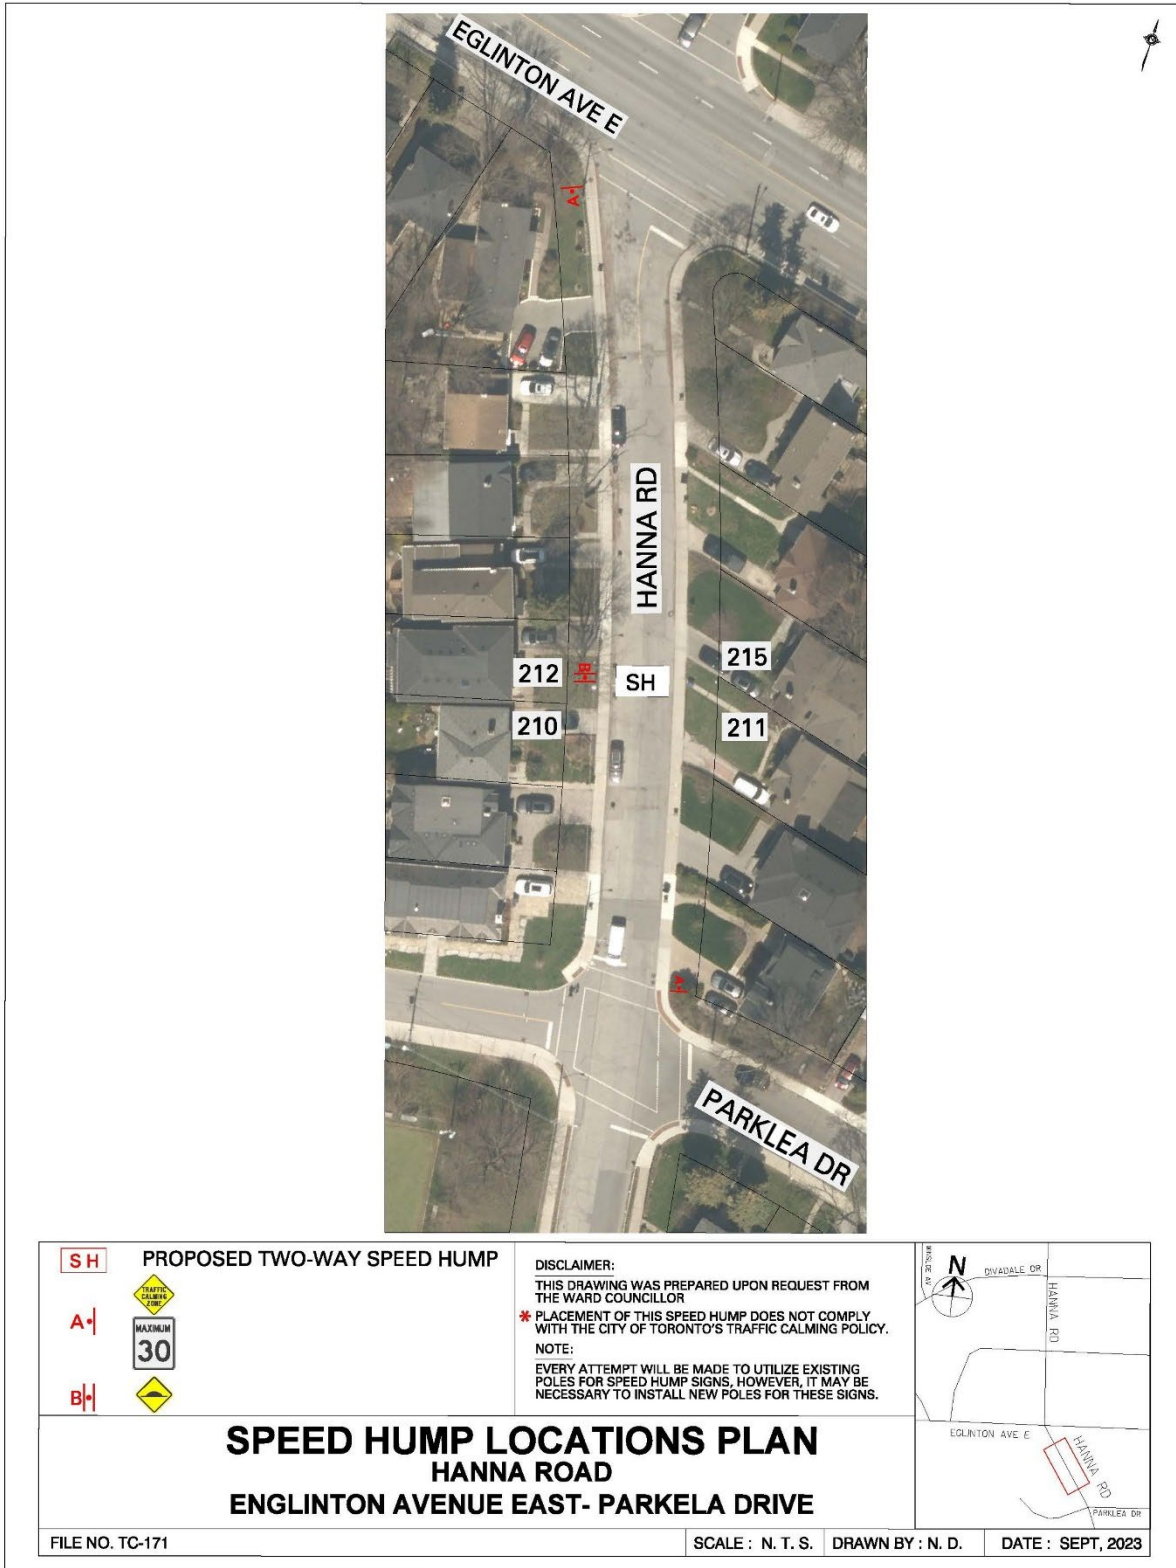 EGLINTON AVE E
A
HANNA RD
212
B
SH
215
210
211
A
PARKLEA DR
SH PROPOSED TWO-WAY SPEED HUMP
TRAFFIC
CALMING
ZONE
A
MAXIMUM
30
B
DISCLAIMER:
THIS DRAWING WAS PREPARED UPON REQUEST FROM
THE WARD COUNCILLOR
* PLACEMENT OF THIS SPEED HUMP DOES NOT COMPLY
WITH THE CITY OF TORONTO'S TRAFFIC CALMING POLICY.
NOTE:
EVERY ATTEMPT WILL BE MADE TO UTILIZE EXISTING
POLES FOR SPEED HUMP SIGNS, HOWEVER, IT MAY BE
NECESSARY TO INSTALL NEW POLES FOR THESE SIGNS.
N
DIVADALE DR
HANNA RD
EGLINTON AVE E
HANNA RD
PARKLEA DR
SPEED HUMP LOCATIONS PLAN
HANNA ROAD
ENGLINTON AVENUE EAST- PARKELA DRIVE
FILE NO. TC-171
SCALE : N. T. S.
DRAWN BY : N. D.
DATE : SEPT, 2023